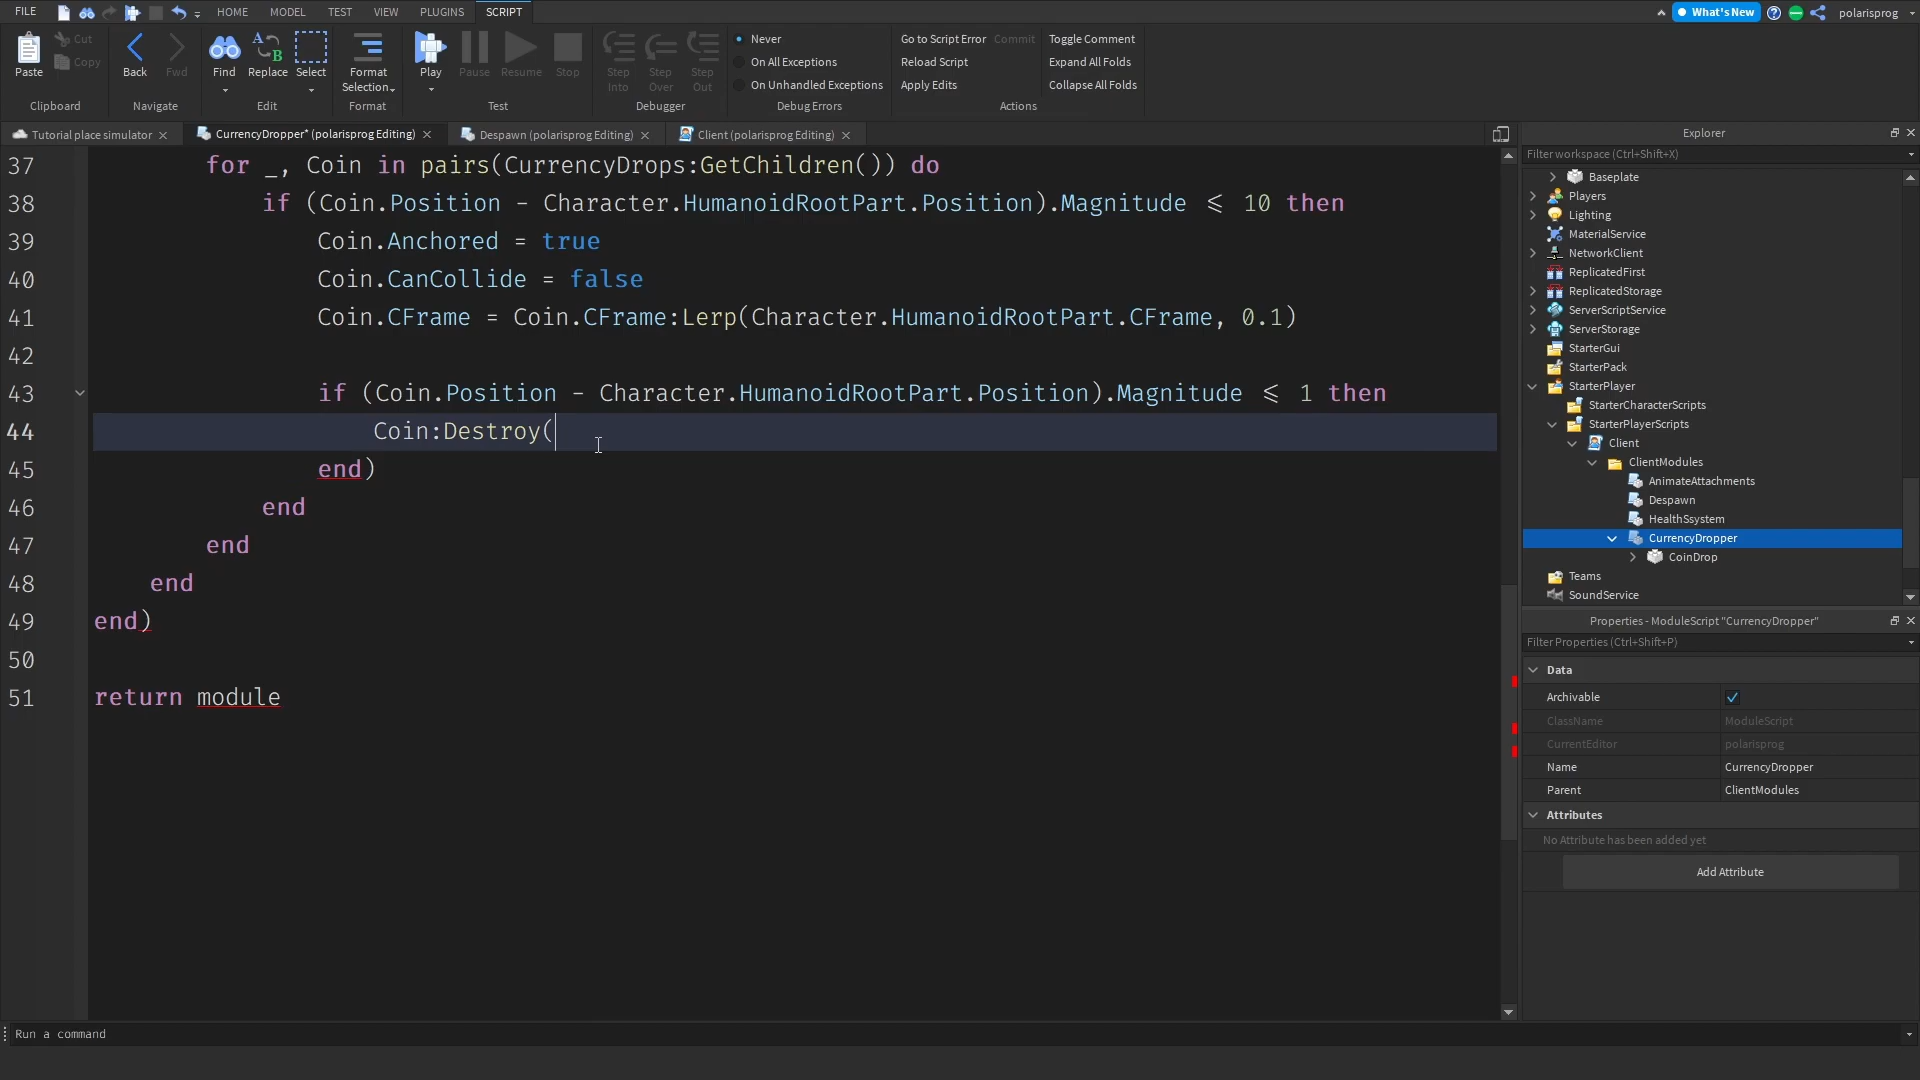 FILE HOME MODEL TEST VIEW PLUGINS SCRIPT What's New polarisprog
Paste Cut Copy Back Fwd Find Replace Select Format Selection Play Pause Resume Stop Step Into Step Over Step Out Never On All Exceptions On Unhandled Exceptions Go to Script Error Commit Reload Script Apply Edits Toggle Comment Expand All Folds Collapse All Folds
Clipboard Navigate Edit Format Test Debugger Debug Errors Actions
Tutorial place simulator CurrencyDropper* (polarisprog Editing) Despawn (polarisprog Editing) Client (polarisprog Editing)
37 for _, Coin in pairs(CurrencyDrops:GetChildren()) do
38 if (Coin.Position - Character.HumanoidRootPart.Position).Magnitude <= 10 then
39 Coin.Anchored = true
40 Coin.CanCollide = false
41 Coin.CFrame = Coin.CFrame:Lerp(Character.HumanoidRootPart.CFrame, 0.1)
42
43 if (Coin.Position - Character.HumanoidRootPart.Position).Magnitude <= 1 then
44 Coin:Destroy(
45 end)
46 end
47 end
48 end
49 end)
50
51 return module
Explorer
Filter workspace (Ctrl+Shift+X)
Baseplate
Players
Lighting
MaterialService
NetworkClient
ReplicatedFirst
ReplicatedStorage
ServerScriptService
ServerStorage
StarterGui
StarterPack
StarterPlayer
StarterCharacterScripts
StarterPlayerScripts
Client
ClientModules
AnimateAttachments
Despawn
HealthSsystem
CurrencyDropper
CoinDrop
Teams
SoundService
Properties - ModuleScript "CurrencyDropper"
Filter Properties (Ctrl+Shift+P)
Data
Archivable
ClassName ModuleScript
CurrentEditor polarisprog
Name CurrencyDropper
Parent ClientModules
Attributes
No Attribute has been added yet
Add Attribute
Run a command